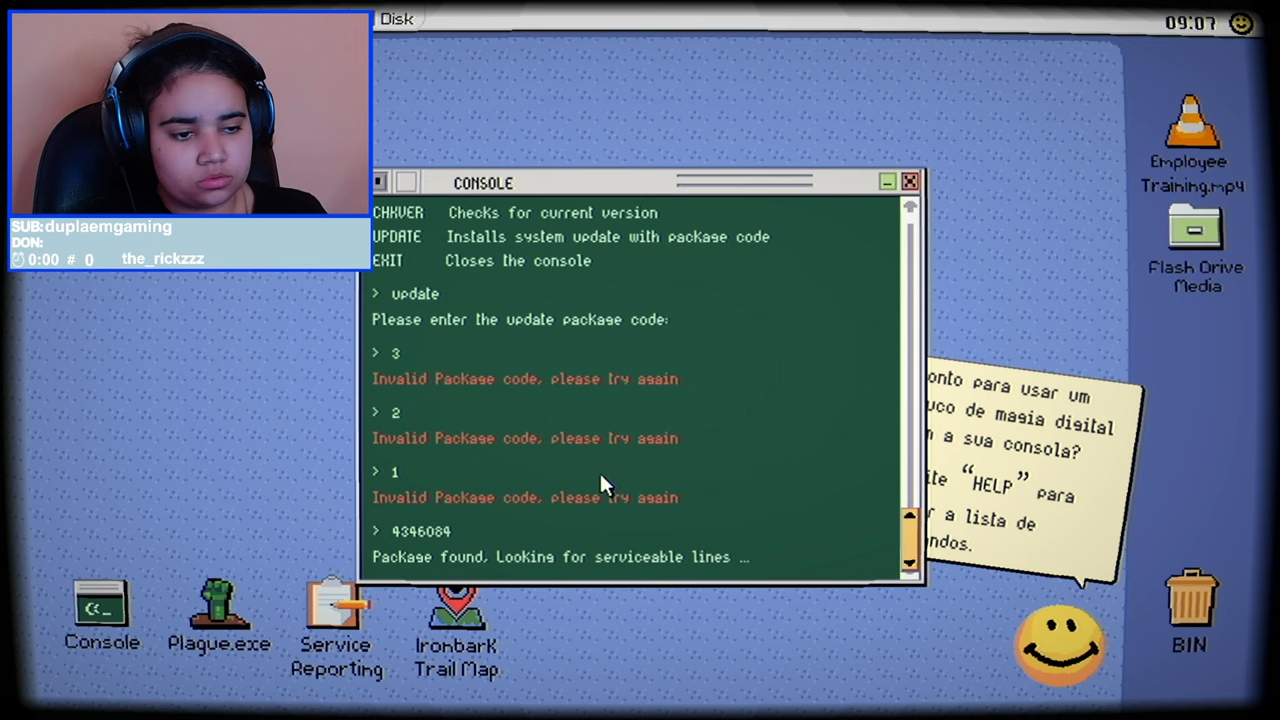 Disk
09:07
SUB:duplaemgaming
DON:
0:00 # 0 the_rickzzz
CONSOLE
CHKVER Checks for current version
UPDATE Installs system update with package code
EXIT Closes the console
> update
Please enter the update package code:
> 3
Invalid Package code, please try again
> 2
Invalid Package code, please try again
> 1
Invalid Package code, please try again
> 4346084
Package found, Looking for serviceable lines ...
Employee
Training.mp4
Flash Drive
Media
onto para usar um
uco de magia digital
a sua consola?
ite "HELP" para
r a lista de
ndos.
Console
Plague.exe
Service
Reporting
Ironbark
Trail Map
BIN